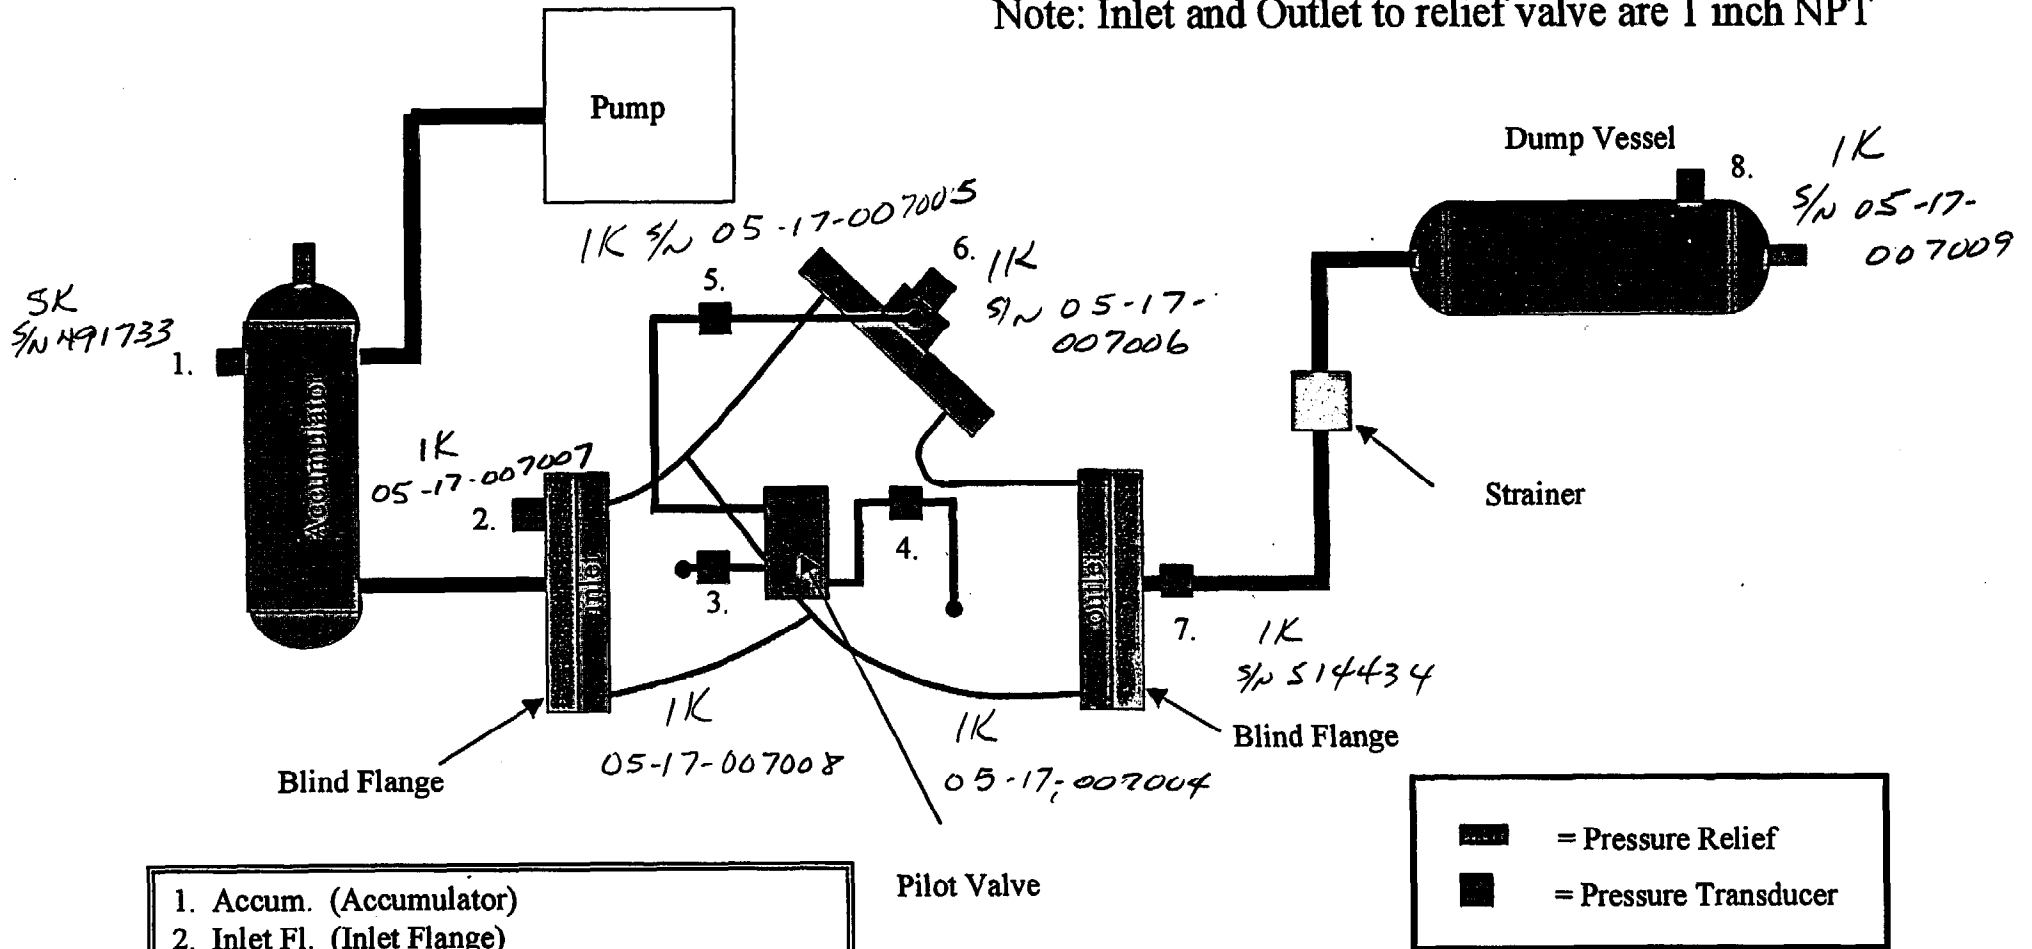 Note: Inlet and Outlet to relief valve are 1 inch NPT
Pump
Dump Vessel
8.
1K
S/N 05-17-
007009
1K S/N 05-17-007005
5.
6.
1K
S/N 05-17-
007006
5K
S/N 491733
1.
Accumulator
1K
05-17-007007
2.
Inlet
3.
4.
Outlet
Strainer
7.
1K
S/N 514434
1K
05-17-007008
1K
05-17-007004
Blind Flange
Blind Flange
Pilot Valve
1. Accum. (Accumulator)
2. Inlet Fl. (Inlet Flange)
= Pressure Relief
= Pressure Transducer